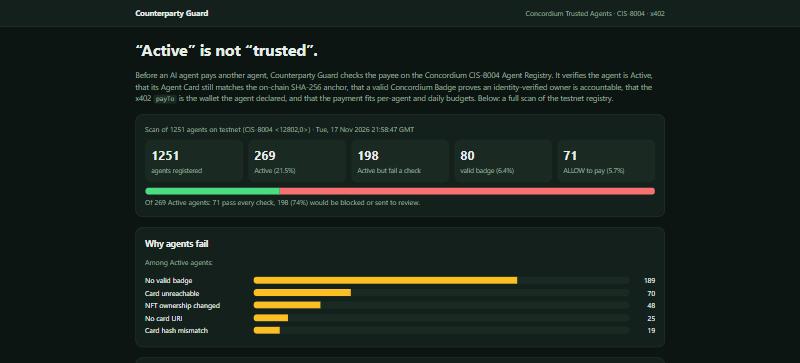 Counterparty Guard
Concordium Trusted Agents · CIS-8004 · x402
“Active” is not “trusted”.
Before an AI agent pays another agent, Counterparty Guard checks the payee on the Concordium CIS-8004 Agent Registry. It verifies the agent is Active,
that its Agent Card still matches the on-chain SHA-256 anchor, that a valid Concordium Badge proves an identity-verified owner is accountable, that the
x402 payTo is the wallet the agent declared, and that the payment fits per-agent and daily budgets. Below: a full scan of the testnet registry.
Scan of 1251 agents on testnet (CIS-8004 <12802,0>) · Tue, 17 Nov 2026 21:58:47 GMT
1251
agents registered
269
Active (21.5%)
198
Active but fail a check
80
valid badge (6.4%)
71
ALLOW to pay (5.7%)
Of 269 Active agents: 71 pass every check, 198 (74%) would be blocked or sent to review.
Why agents fail
Among Active agents:
No valid badge 189
Card unreachable 70
NFT ownership changed 48
No card URI 25
Card hash mismatch 19